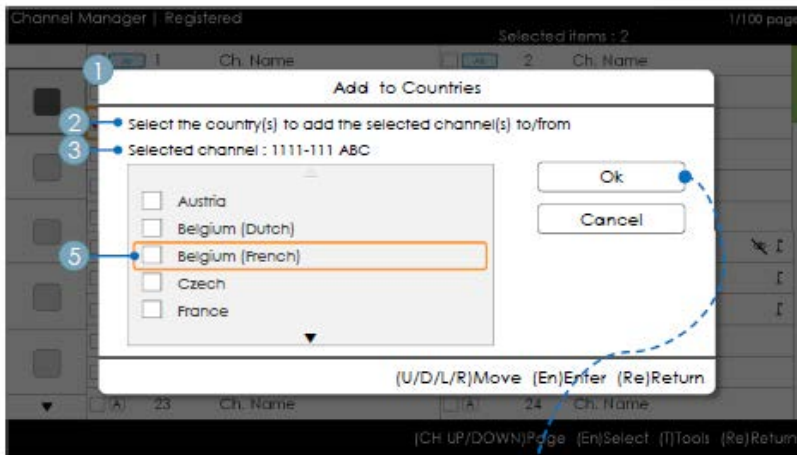 Channel Manager | Registered
1/100 page
Selected items : 2
1 Ch. Name
2 Ch. Name
1
Add to Countries
2
Select the country(s) to add the selected channel(s) to/from
3
Selected channel : 1111-111 ABC
Austria
Belgium (Dutch)
5
Belgium (French)
Czech
France
Ok
Cancel
(U/D/L/R)Move (En)Enter (Re)Return
A 23 Ch. Name
A 24 Ch. Name
(CH UP/DOWN)Page (En)Select (T)Tools (Re)Return